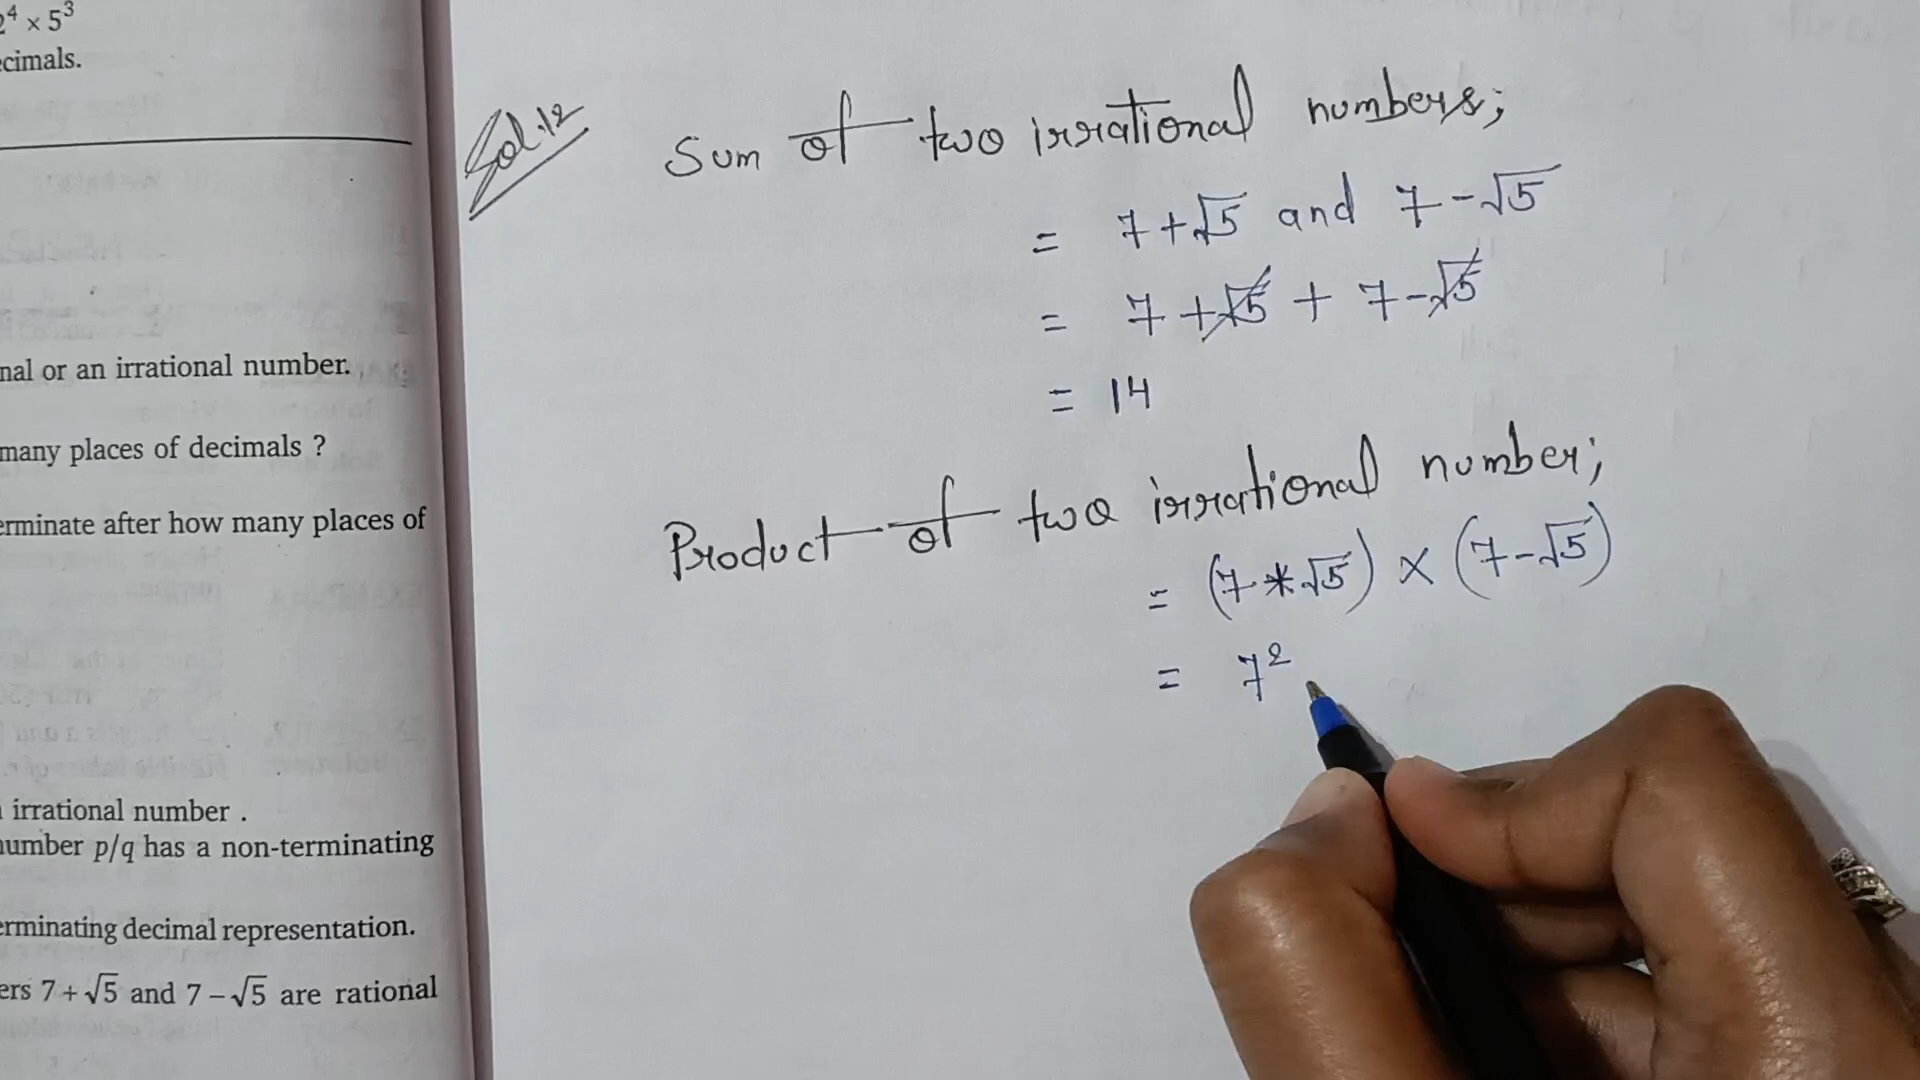 2⁴ × 5³
cimals.
nal or an irrational number.
many places of decimals ?
erminate after how many places of
irrational number .
number p/q has a non-terminating
erminating decimal representation.
ers 7 + √5 and 7 – √5 are rational
Sol.12
Sum of two irrational numbers;
= 7 + √5 and 7 - √5
= 7 + √5 + 7 - √5
= 14
Product of two irrational number;
= (7 * √5) × (7 - √5)
= 7²